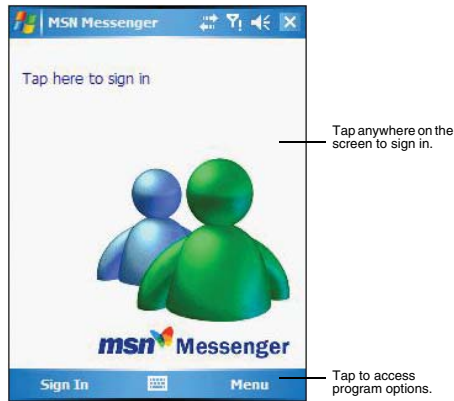 MSN Messenger
Tap here to sign in
Tap anywhere on the
screen to sign in.
msn Messenger
Sign In Menu
Tap to access
program options.